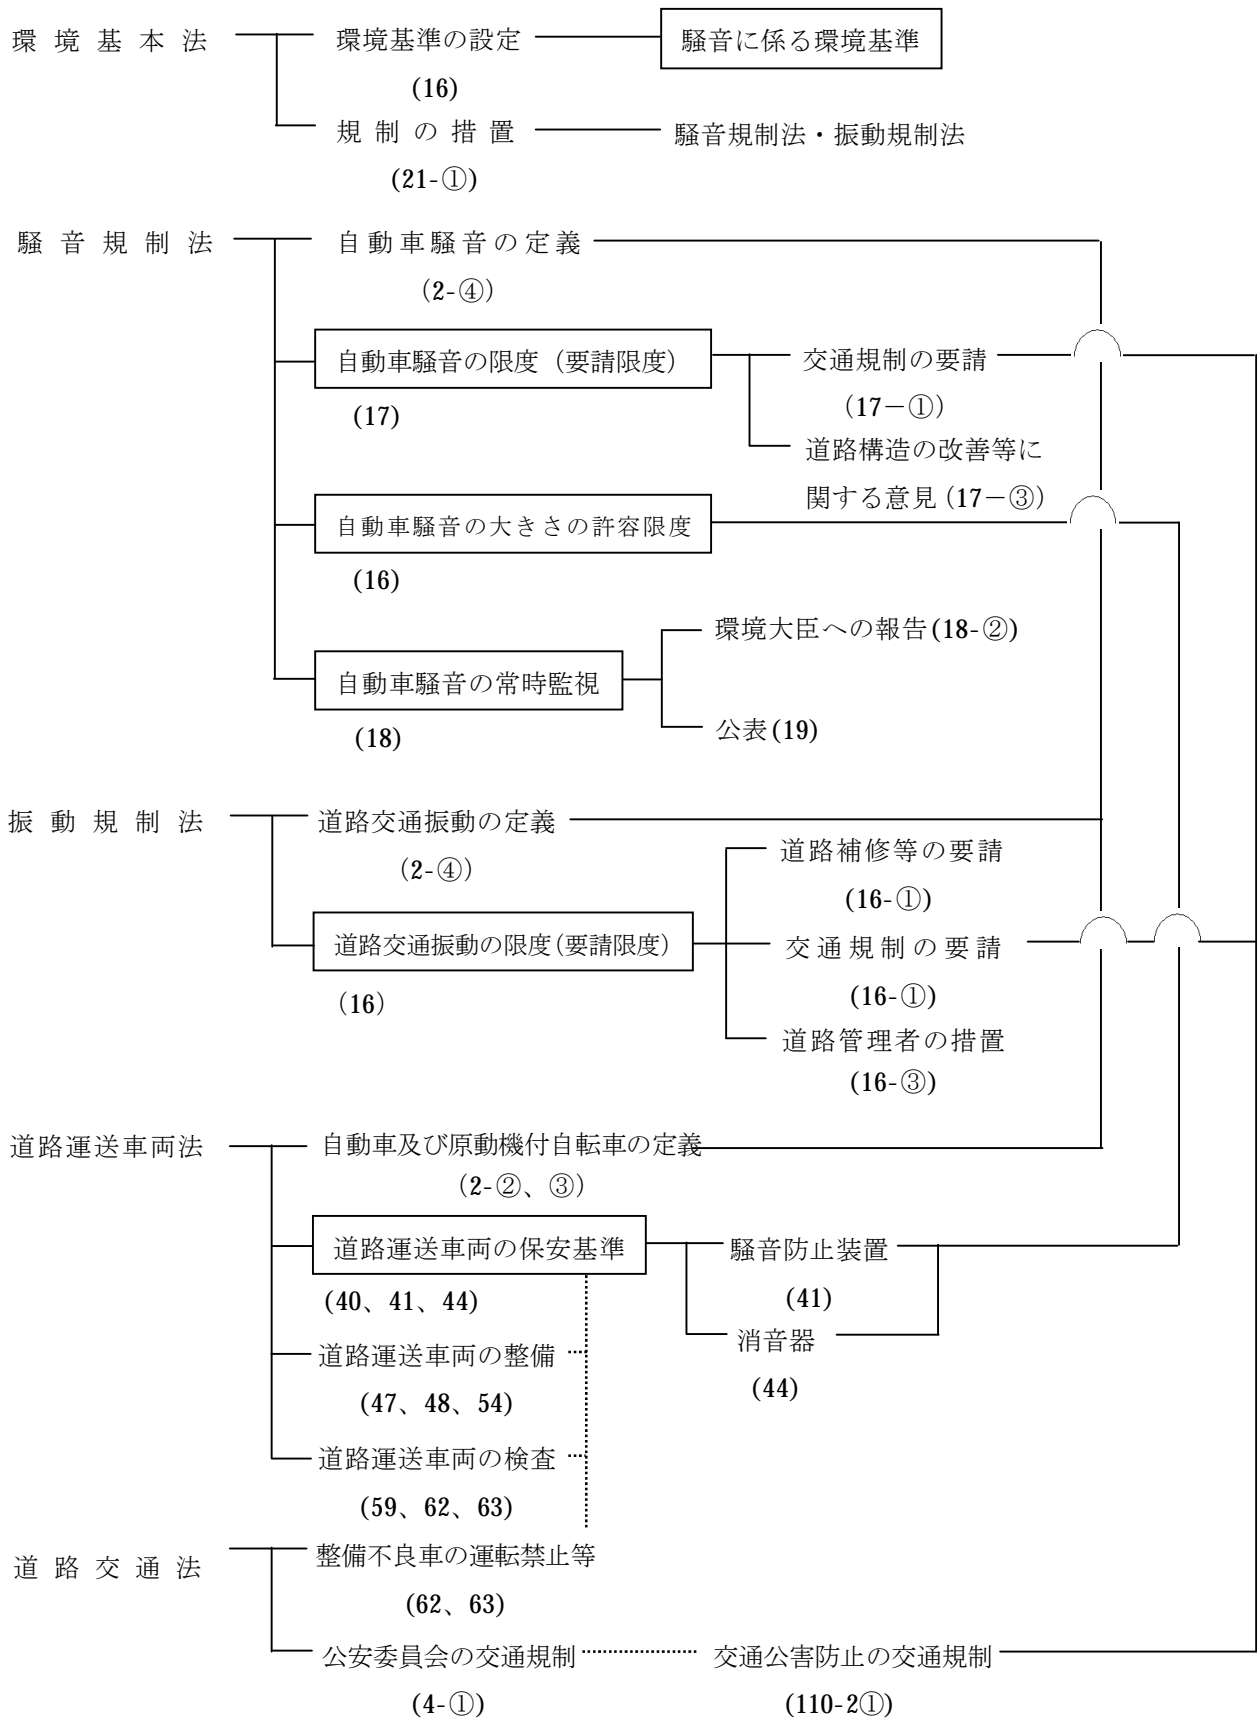 環境基本法 環境基準の設定 騒音に係る環境基準
(16)
規制の措置 騒音規制法・振動規制法
(21-①)
騒音規制法 自動車騒音の定義
(2-④)
自動車騒音の限度（要請限度） 交通規制の要請
(17) (17－①)
道路構造の改善等に
関する意見(17－③)
自動車騒音の大きさの許容限度
(16)
環境大臣への報告(18-②)
自動車騒音の常時監視
(18) 公表(19)
振動規制法 道路交通振動の定義
(2-④) 道路補修等の要請
(16-①)
道路交通振動の限度(要請限度) 交通規制の要請
(16) (16-①)
道路管理者の措置
(16-③)
道路運送車両法 自動車及び原動機付自転車の定義
(2-②、③)
道路運送車両の保安基準 騒音防止装置
(40、41、44) (41)
道路運送車両の整備 消音器
(47、48、54) (44)
道路運送車両の検査
(59、62、63)
道路交通法 整備不良車の運転禁止等
(62、63)
公安委員会の交通規制 交通公害防止の交通規制
(4-①) (110-2①)